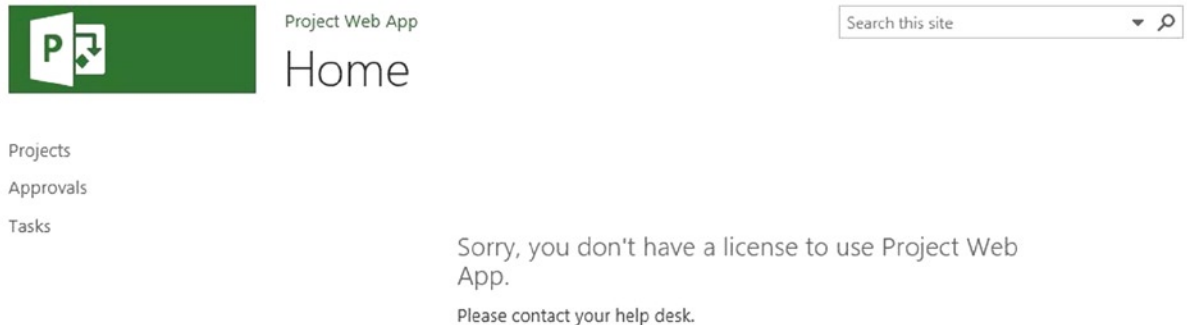 P
Project Web App
Home
Search this site
Projects
Approvals
Tasks
Sorry, you don't have a license to use Project Web
App.
Please contact your help desk.